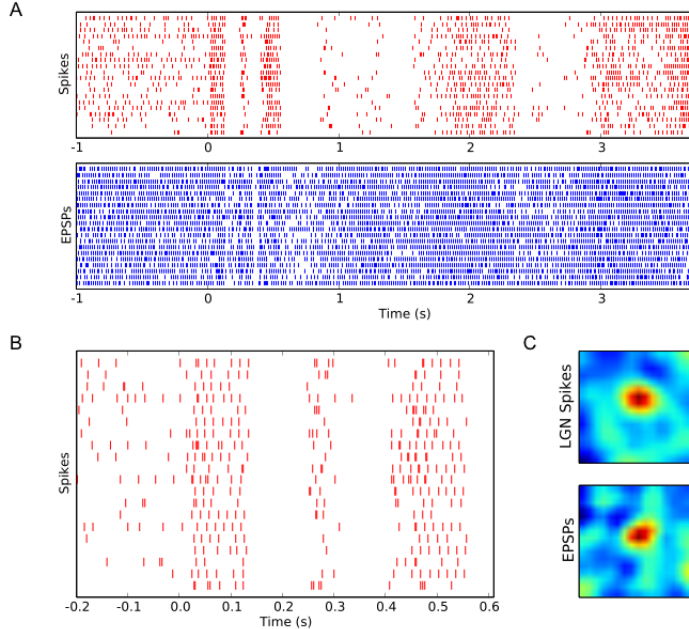 A
Spikes
-1 0 1 2 3
EPSPs
-1 0 1 2 3
Time (s)
B
Spikes
-0.2 -0.1 0.0 0.1 0.2 0.3 0.4 0.5 0.6
Time (s)
C
LGN Spikes
EPSPs